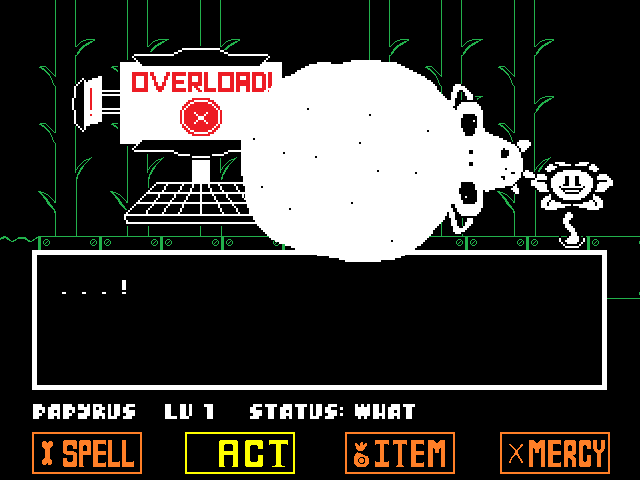 OVERLOAD!
. . . !
PAPYRUS LV 1 STATUS: WHAT
SPELL ACT ITEM MERCY